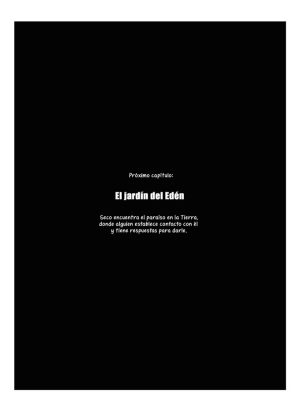 Próximo capítulo:
El jardín del Edén
Seco encuentra el paraíso en la Tierra,
donde alguien establece contacto con él
y tiene respuestas para darle.